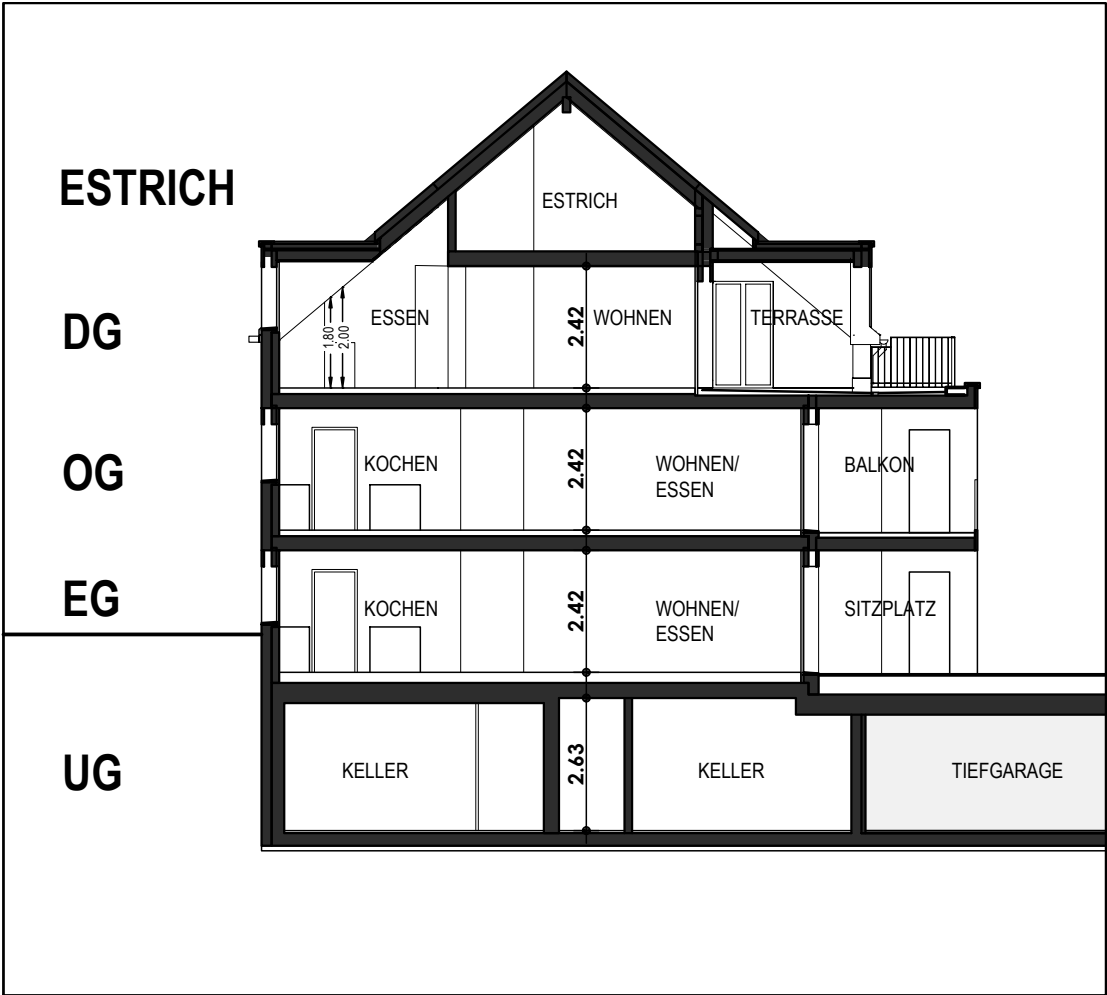 ESTRICH
ESTRICH
DG
ESSEN
1.80
2.00
2.42
WOHNEN
TERRASSE
OG
KOCHEN
2.42
WOHNEN/
ESSEN
BALKON
EG
KOCHEN
2.42
WOHNEN/
ESSEN
SITZPLATZ
UG
KELLER
2.63
KELLER
TIEFGARAGE